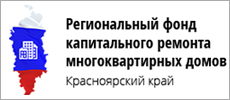 Региональный фонд
капитального ремонта
многоквартирных домов
Красноярский край